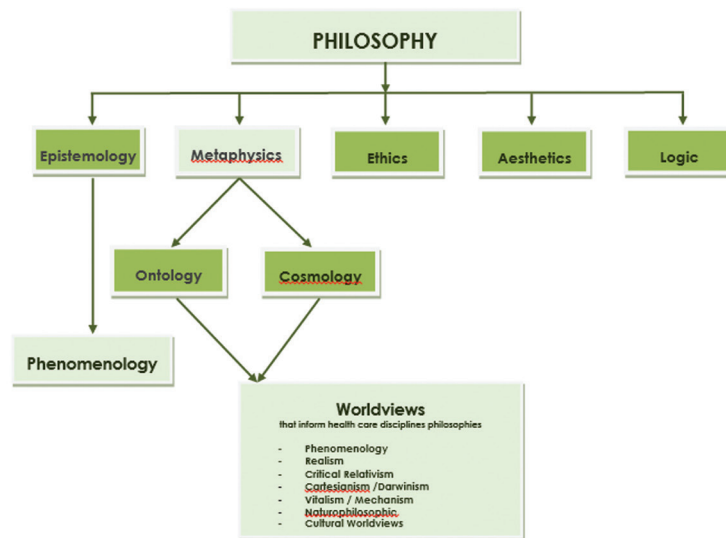 PHILOSOPHY
Epistemology
Metaphysics
Ethics
Aesthetics
Logic
Ontology
Cosmology
Phenomenology
Worldviews
that inform health care disciplines philosophies
- Phenomenology
- Realism
- Critical Relativism
- Cartesianism /Darwinism
- Vitalism / Mechanism
- Naturophilosophic
- Cultural Worldviews